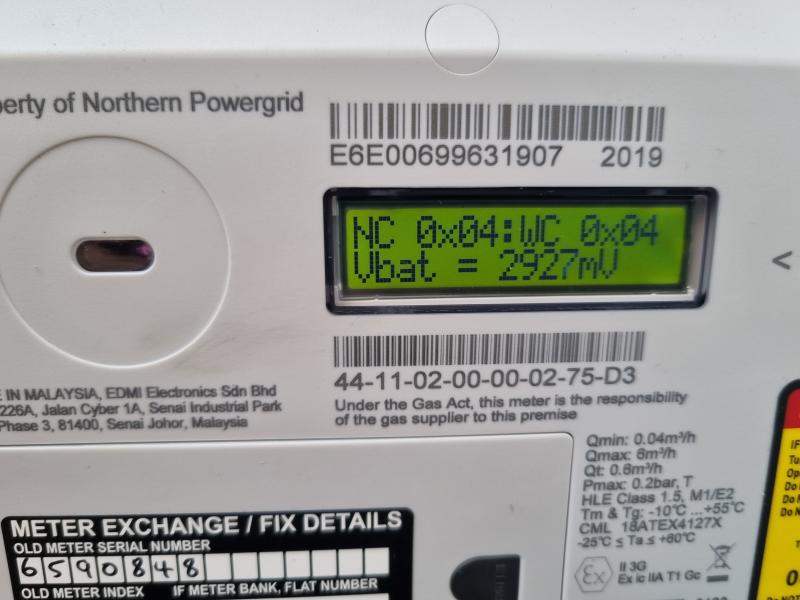 perty of Northern Powergrid
E6E00699631907 2019
NC 0x04:WC 0x04
Vbat = 2927mV
<
44-11-02-00-00-02-75-D3
Under the Gas Act, this meter is the responsibility
of the gas supplier to this premise
E IN MALAYSIA, EDMI Electronics Sdn Bhd
226A, Jalan Cyber 1A, Senai Industrial Park
Phase 3, 81400, Senai Johor, Malaysia
Qmin: 0.04m³/h
Qmax: 6m³/h
Qt: 0.6m³/h
Pmax: 0.2bar, T
HLE Class 1.5, M1/E2
Tm & Tg: -10°C ...+55°C
CML 18ATEX4127X
-25°C ≤ Ta ≤ +60°C
Ex II 3G
Ex ic IIA T1 Gc
METER EXCHANGE / FIX DETAILS
OLD METER SERIAL NUMBER
6590848
OLD METER INDEX IF METER BANK, FLAT NUMBER
IF